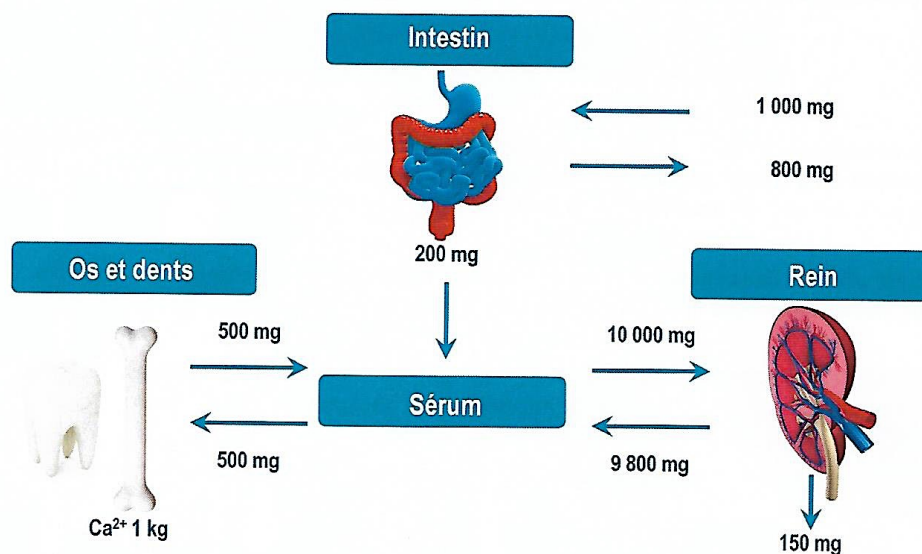 Intestin
1 000 mg
800 mg
200 mg
Os et dents
Rein
500 mg
10 000 mg
Sérum
500 mg
9 800 mg
Ca²⁺ 1 kg
150 mg